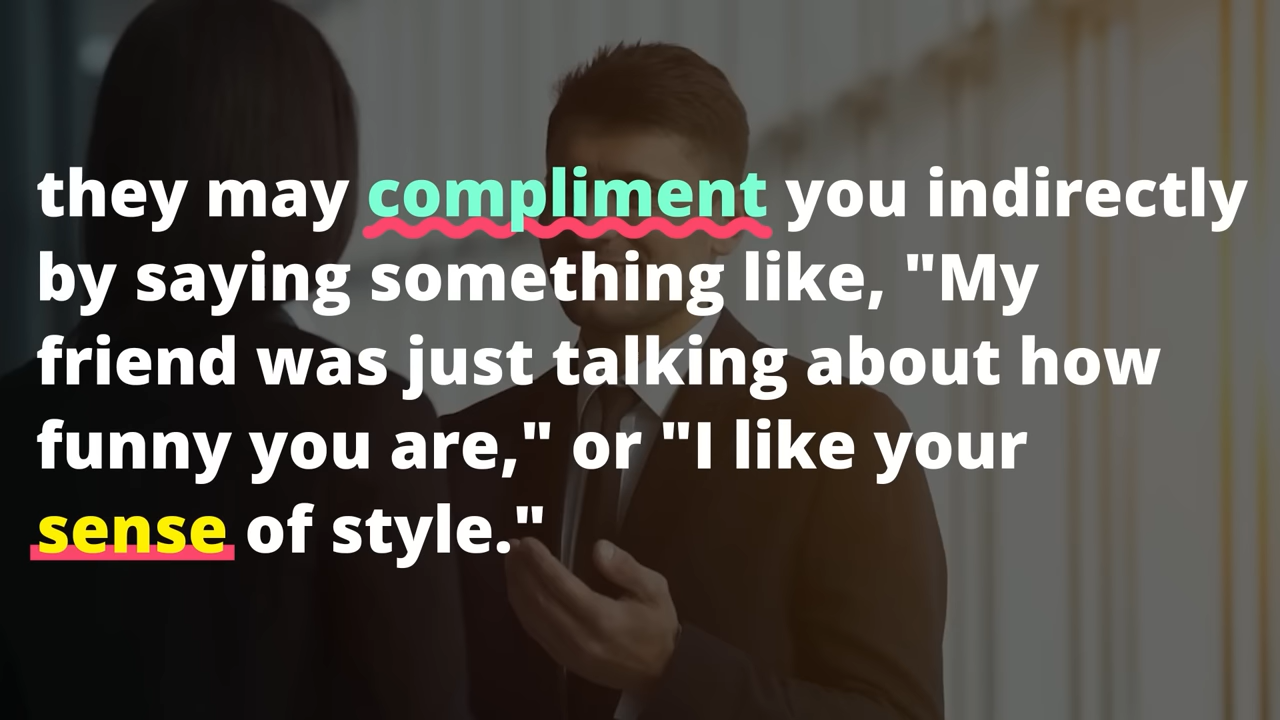 they may compliment you indirectly
by saying something like, "My
friend was just talking about how
funny you are," or "I like your
sense of style."